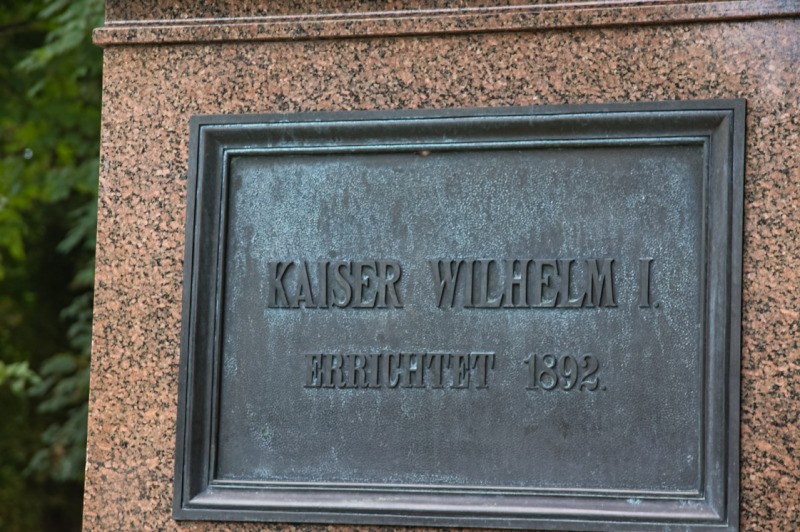 KAISER WILHELM I.
ERRICHTET 1892.